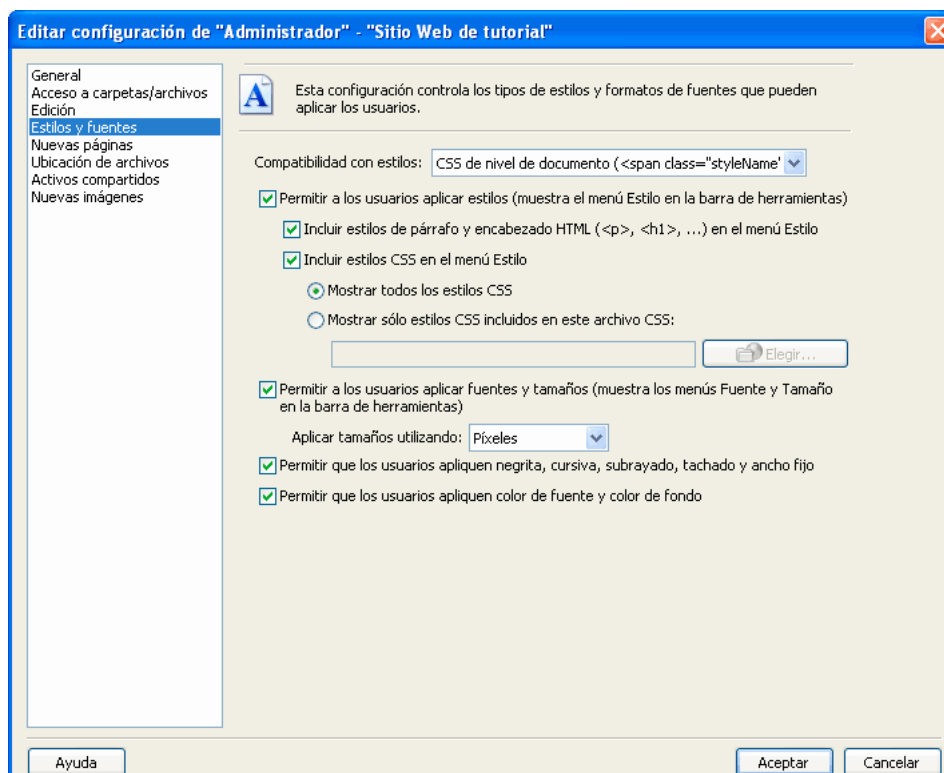 Editar configuración de "Administrador" - "Sitio Web de tutorial"
General
Acceso a carpetas/archivos
Edición
Estilos y fuentes
Nuevas páginas
Ubicación de archivos
Activos compartidos
Nuevas imágenes
Esta configuración controla los tipos de estilos y formatos de fuentes que pueden
aplicar los usuarios.
Compatibilidad con estilos: CSS de nivel de documento (<span class="styleName"
Permitir a los usuarios aplicar estilos (muestra el menú Estilo en la barra de herramientas)
Incluir estilos de párrafo y encabezado HTML (<p>, <h1>, ...) en el menú Estilo
Incluir estilos CSS en el menú Estilo
Mostrar todos los estilos CSS
Mostrar sólo estilos CSS incluidos en este archivo CSS:
Elegir...
Permitir a los usuarios aplicar fuentes y tamaños (muestra los menús Fuente y Tamaño
en la barra de herramientas)
Aplicar tamaños utilizando: Píxeles
Permitir que los usuarios apliquen negrita, cursiva, subrayado, tachado y ancho fijo
Permitir que los usuarios apliquen color de fuente y color de fondo
Ayuda Aceptar Cancelar